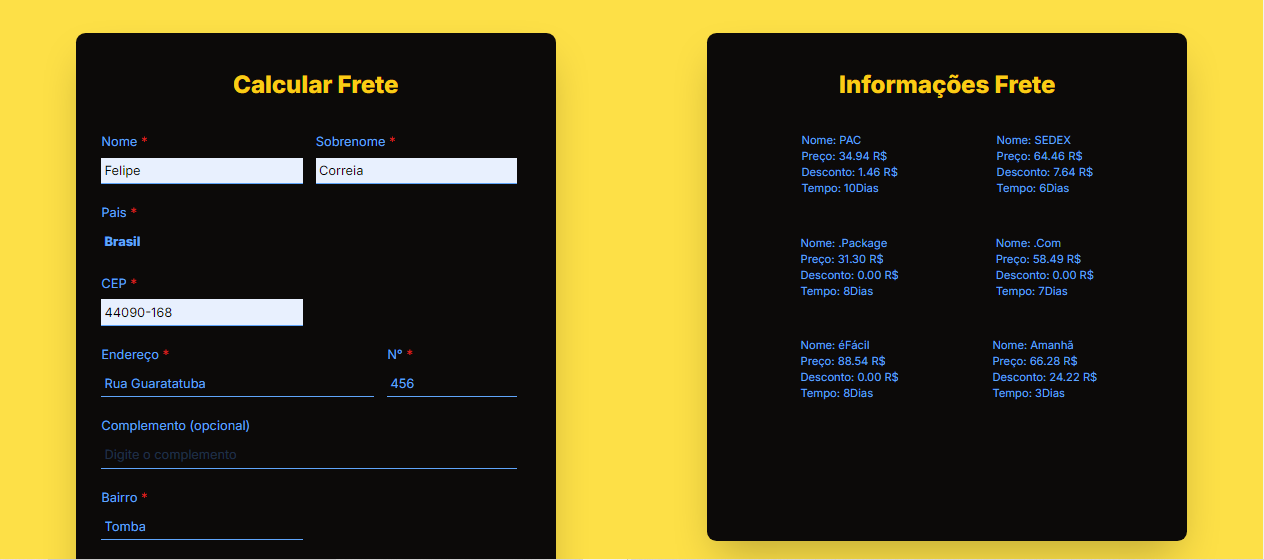 Calcular Frete
Nome * Sobrenome *
Felipe Correia
Pais *
Brasil
CEP *
44090-168
Endereço * Nº *
Rua Guaratatuba 456
Complemento (opcional)
Digite o complemento
Bairro *
Tomba
Informações Frete
Nome: PAC
Preço: 34.94 R$
Desconto: 1.46 R$
Tempo: 10Dias
Nome: SEDEX
Preço: 64.46 R$
Desconto: 7.64 R$
Tempo: 6Dias
Nome: .Package
Preço: 31.30 R$
Desconto: 0.00 R$
Tempo: 8Dias
Nome: .Com
Preço: 58.49 R$
Desconto: 0.00 R$
Tempo: 7Dias
Nome: éFácil
Preço: 88.54 R$
Desconto: 0.00 R$
Tempo: 8Dias
Nome: Amanhã
Preço: 66.28 R$
Desconto: 24.22 R$
Tempo: 3Dias